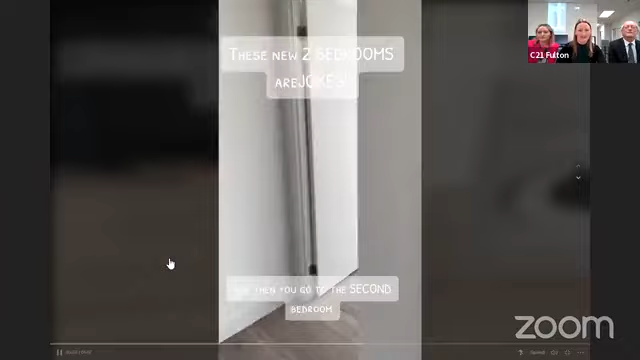 THESE NEW 2 BEDROOMS
ARE JOKES
C21 Fulton
THEN YOU GO TO THE SECOND
BEDROOM
zoom